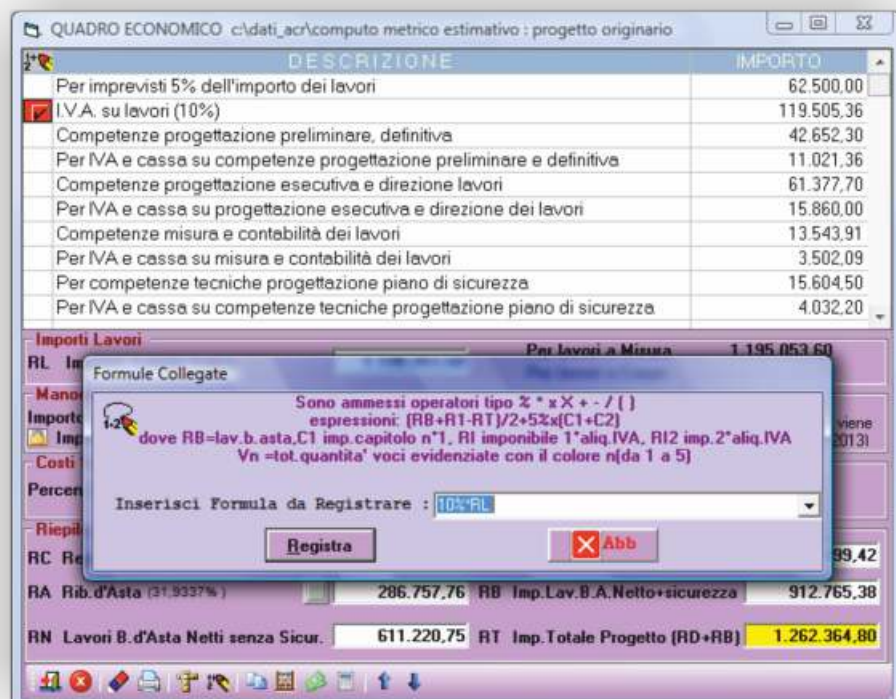 QUADRO ECONOMICO c:\dati_acr\computo metrico estimativo : progetto originario
DESCRIZIONE IMPORTO
Per imprevisti 5% dell'importo dei lavori 62.500,00
I.V.A. su lavori (10%) 119.505,36
Competenze progettazione preliminare, definitiva 42.652,30
Per IVA e cassa su competenze progettazione preliminare e definitiva 11.021,36
Competenze progettazione esecutiva e direzione lavori 61.377,70
Per IVA e cassa su progettazione esecutiva e direzione dei lavori 15.860,00
Competenze misura e contabilità dei lavori 13.543,91
Per IVA e cassa su misura e contabilità dei lavori 3.502,09
Per competenze tecniche progettazione piano di sicurezza 15.604,50
Per IVA e cassa su competenze tecniche progettazione piano di sicurezza 4.032,20
Importi Lavori
RL Im Per lavori a Misura 1.195.053,60
Formule Collegate
Sono ammessi operatori tipo % * x X + - / ( )
espressioni: (RB+R1-RT)/2+5%x(C1+C2)
dove RB=lav.b.asta,C1 imp.capitolo n°1, RI imponibile 1°aliq.IVA, RI2 imp.2°aliq.IVA
Vn =tot.quantita' voci evidenziate con il colore n(da 1 a 5)
Inserisci Formula da Registrare : 10%*RL
Registra Abb
Mano
Importo viene
Imp 2013)
Costi
Percen
Riepil
RC Re 99,42
RA Rib.d'Asta (31,9337%) 286.757,76 RB Imp.Lav.B.A.Netto+sicurezza 912.765,38
RN Lavori B.d'Asta Netti senza Sicur. 611.220,75 RT Imp.Totale Progetto (RD+RB) 1.262.364,80